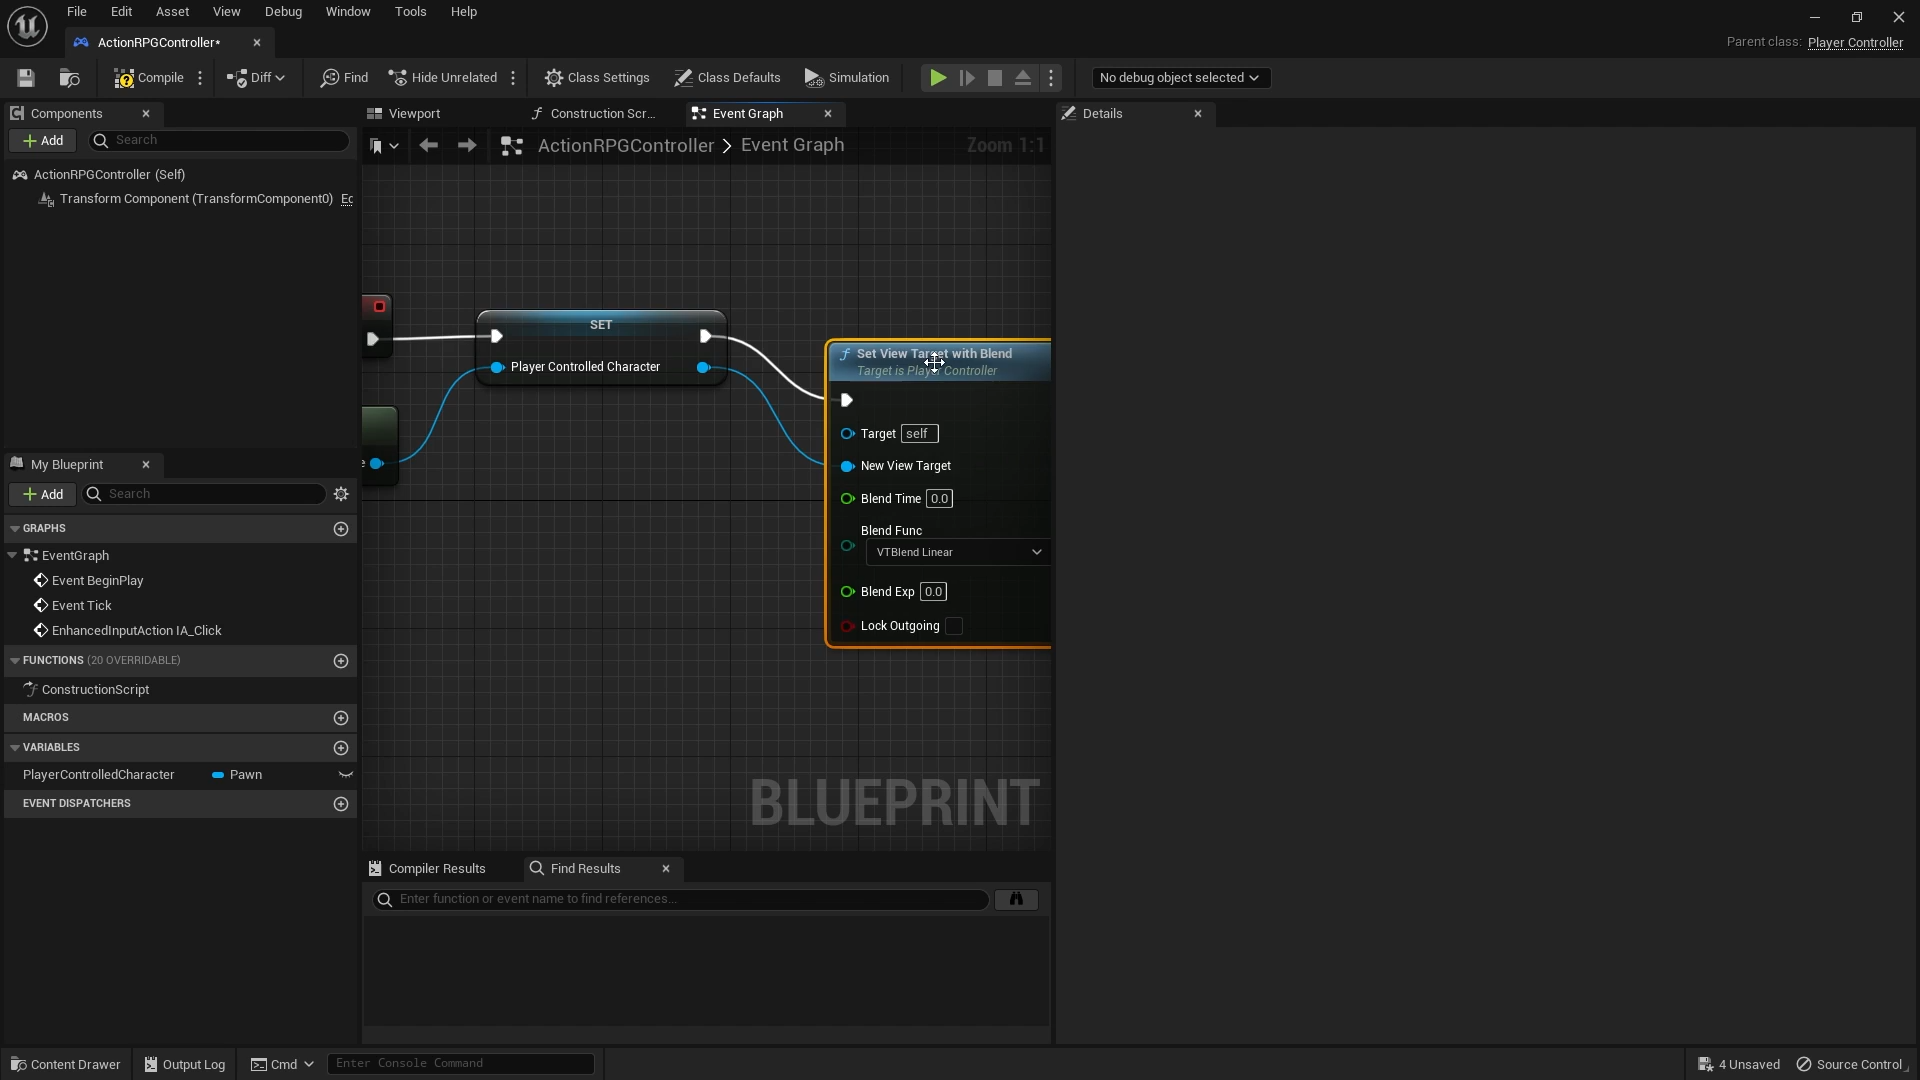 File Edit Asset View Debug Window Tools Help
ActionRPGController*
Parent class: Player Controller
Compile Diff Find Hide Unrelated Class Settings Class Defaults Simulation No debug object selected
Components
Add Search
ActionRPGController (Self)
Transform Component (TransformComponent0)
My Blueprint
Add Search
GRAPHS
EventGraph
Event BeginPlay
Event Tick
EnhancedInputAction IA_Click
FUNCTIONS (20 OVERRIDABLE)
ConstructionScript
MACROS
VARIABLES
PlayerControlledCharacter Pawn
EVENT DISPATCHERS
Viewport Construction Scr... Event Graph
ActionRPGController > Event Graph Zoom 1:1
SET
Player Controlled Character
Set View Target with Blend
Target is Player Controller
Target self
New View Target
Blend Time 0.0
Blend Func
VTBlend Linear
Blend Exp 0.0
Lock Outgoing
BLUEPRINT
Compiler Results Find Results
Enter function or event name to find references...
Details
Content Drawer Output Log Cmd Enter Console Command 4 Unsaved Source Control